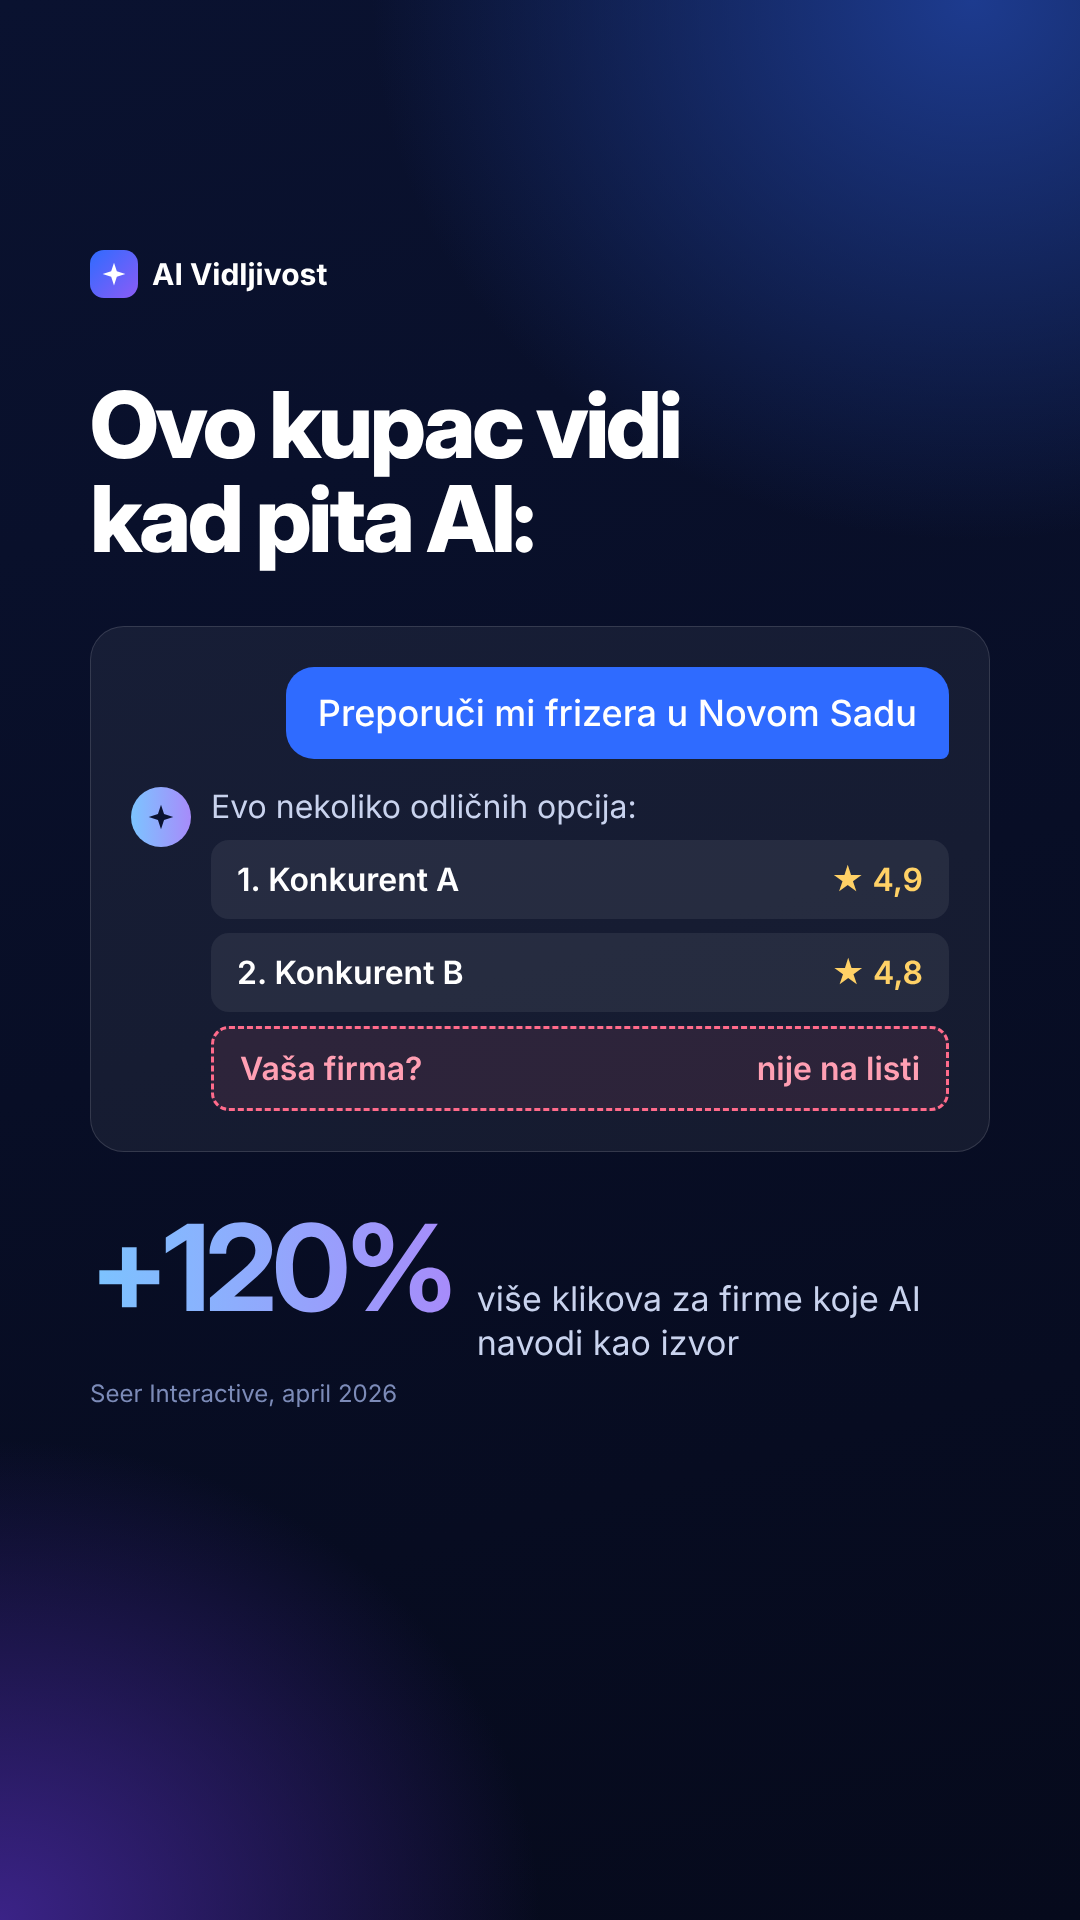 AI Vidljivost
Ovo kupac vidi
kad pita AI:
Preporuči mi frizera u Novom Sadu
Evo nekoliko odličnih opcija:
1. Konkurent A ★ 4,9
2. Konkurent B ★ 4,8
Vaša firma? nije na listi
+120% više klikova za firme koje AI
navodi kao izvor
Seer Interactive, april 2026